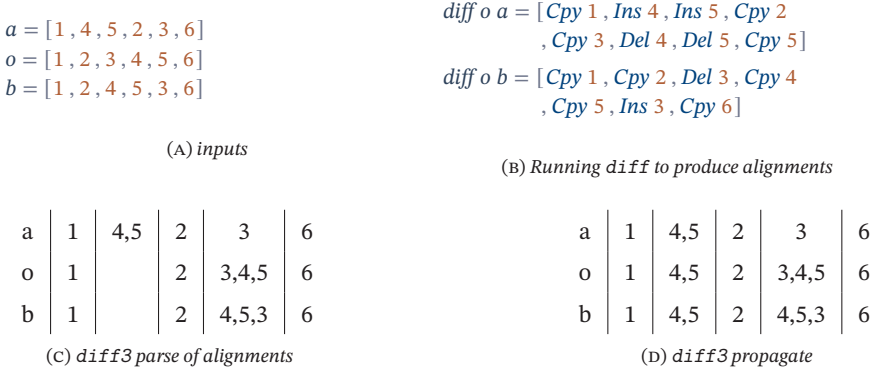 a = [1 , 4 , 5 , 2 , 3 , 6]
o = [1 , 2 , 3 , 4 , 5 , 6]
b = [1 , 2 , 4 , 5 , 3 , 6]
(A) inputs
diff o a = [Cpy 1 , Ins 4 , Ins 5 , Cpy 2
, Cpy 3 , Del 4 , Del 5 , Cpy 5]
diff o b = [Cpy 1 , Cpy 2 , Del 3 , Cpy 4
, Cpy 5 , Ins 3 , Cpy 6]
(B) Running diff to produce alignments
a 1 4,5 2 3 6
o 1 2 3,4,5 6
b 1 2 4,5,3 6
(C) diff3 parse of alignments
a 1 4,5 2 3 6
o 1 4,5 2 3,4,5 6
b 1 4,5 2 4,5,3 6
(D) diff3 propagate